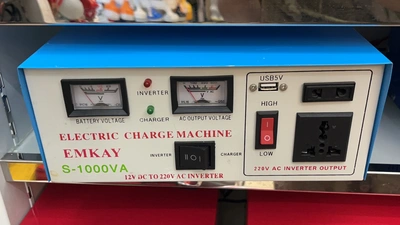 USB5V
V
V
INVERTER
CHARGER
BATTERY VOLTAGE
AC OUTPUT VOLTAGE
HIGH
LOW
ELECTRIC CHARGE MACHINE
EMKAY
INVERTER
CHARGER
S-1000VA
12V DC TO 220V AC INVERTER
220V AC INVERTER OUTPUT